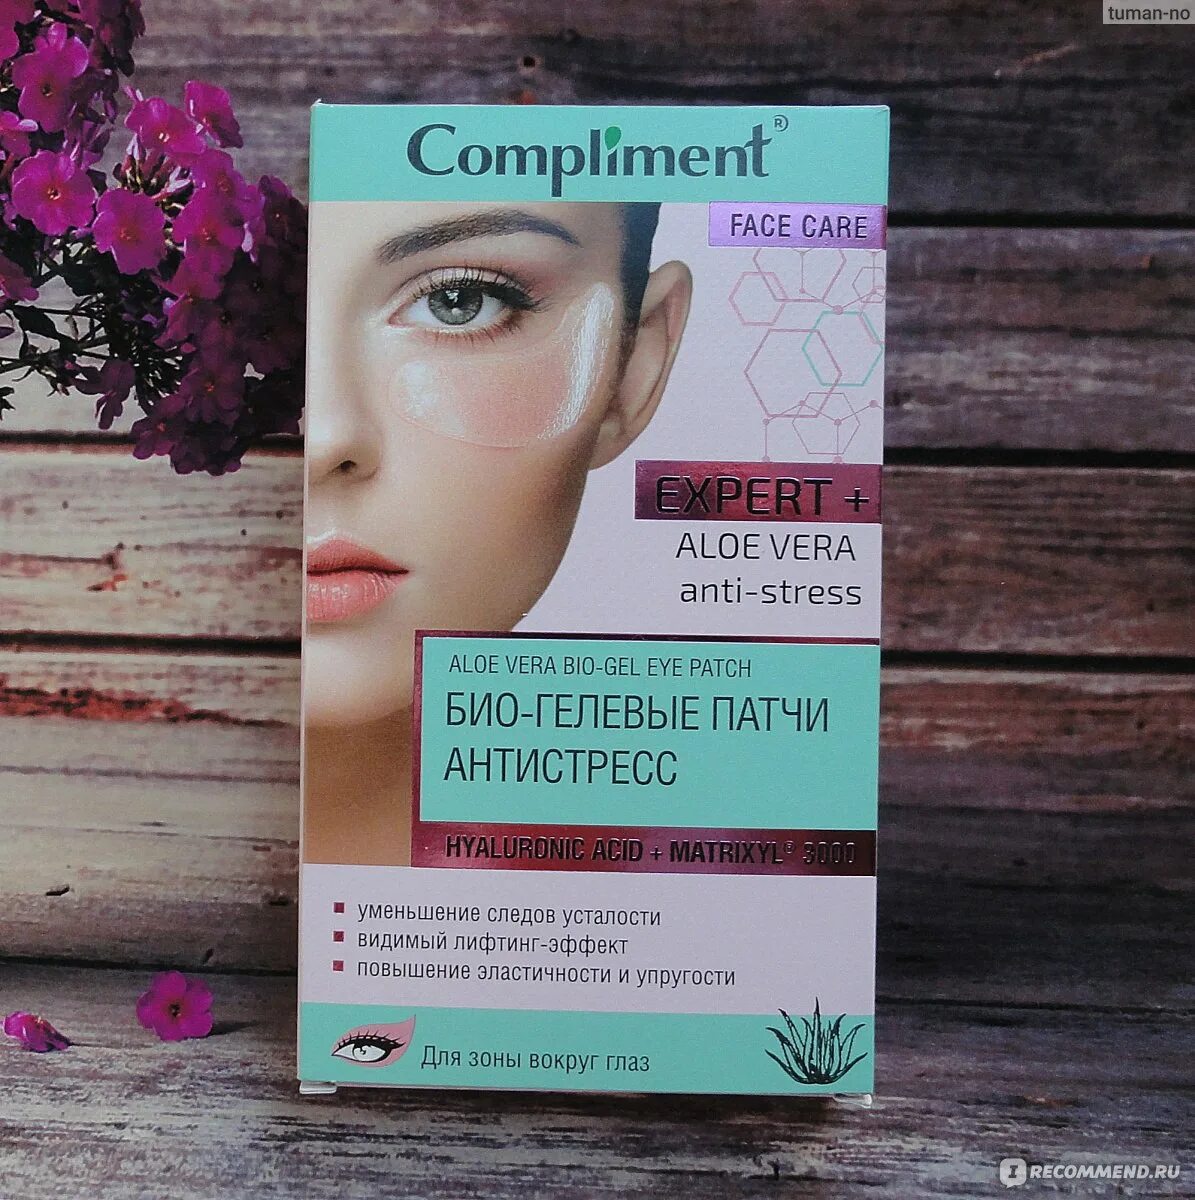 tuman-no
Compliment®
FACE CARE
EXPERT +
ALOE VERA
anti-stress
ALOE VERA BIO-GEL EYE PATCH
БИО-ГЕЛЕВЫЕ ПАТЧИ
АНТИСТРЕСС
HYALURONIC ACID + MATRIXYL® 3000
уменьшение следов усталости
видимый лифтинг-эффект
повышение эластичности и упругости
Для зоны вокруг глаз
IRECOMMEND.RU